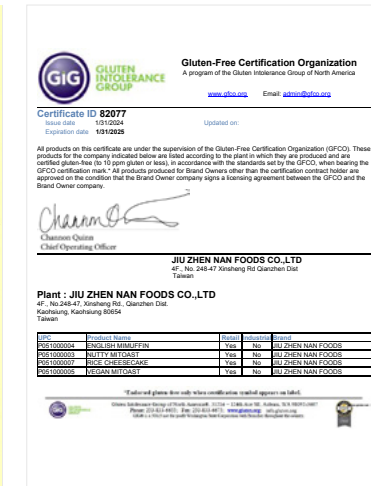 GIG
GLUTEN
INTOLERANCE
GROUP
Gluten-Free Certification Organization
A program of the Gluten Intolerance Group of North America
www.gfco.org Email: admin@gfco.org
Certificate ID 82077
Issue date 1/31/2024 Updated on:
Expiration date 1/31/2025
All products on this certificate are under the supervision of the Gluten-Free Certification Organization (GFCO). These
products for the company indicated below are listed according to the plant in which they are produced and are
certified gluten-free (to 10 ppm gluten or less), in accordance with the standards set by the GFCO, when bearing the
GFCO certification mark.* All products produced for Brand Owners other than the certification contract holder are
approved on the condition that the Brand Owner company signs a licensing agreement between the GFCO and the
Brand Owner company.
Channon Quinn
Chief Operating Officer
JIU ZHEN NAN FOODS CO.,LTD
4F., No. 248-47 Xinsheng Rd Qianzhen Dist
Taiwan
Plant : JIU ZHEN NAN FOODS CO.,LTD
4F., No.248-47, Xinsheng Rd., Qianzhen Dist.
Kaohsiung, Kaohsiung 80654
Taiwan
UPC Product Name Retail Industrial Brand
P051000004 ENGLISH MIMUFFIN Yes No JIU ZHEN NAN FOODS
P051000003 NUTTY MITOAST Yes No JIU ZHEN NAN FOODS
P051000007 RICE CHEESECAKE Yes No JIU ZHEN NAN FOODS
P051000005 VEGAN MITOAST Yes No JIU ZHEN NAN FOODS
*Endorsed gluten-free only when certification symbol appears on label.